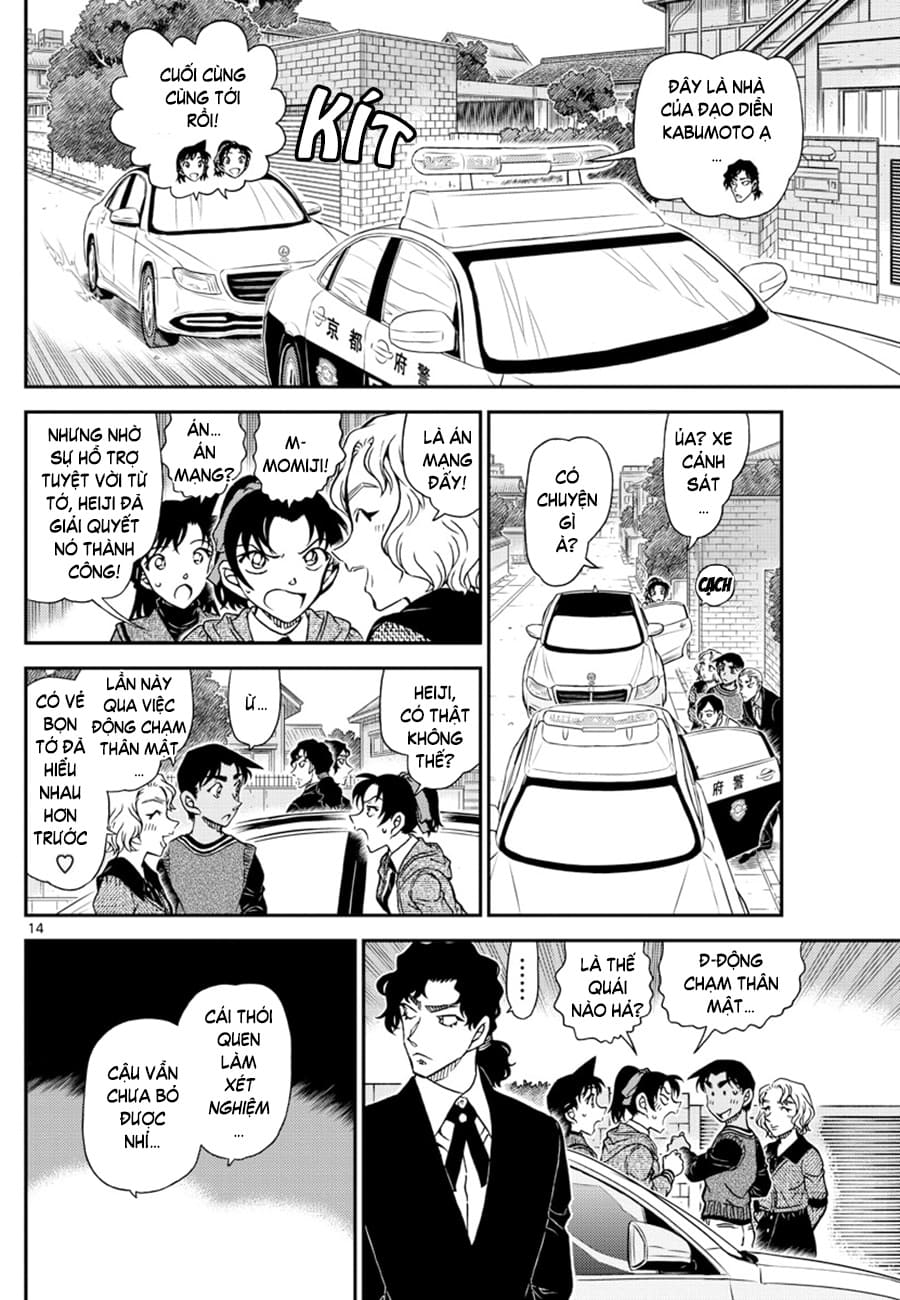 ĐÂY LÀ NHÀ
CỦA ĐẠO DIỄN
KABUMOTO Ạ
...
KÍT
CUỐI CÙNG
CŨNG TỚI
RỒI!
京都府警
ỦA? XE
CẢNH
SÁT
...
CÓ
CHUYỆN
GÌ
À?
CẠCH
府警
LÀ ÁN
MẠNG
ĐẤY!
M-
MOMIJI!
ÁN...
ÁN
MẠNG?
NHƯNG NHỜ
SỰ HỖ TRỢ
TUYỆT VỜI TỪ
TỚ, HEIJI ĐÃ
GIẢI QUYẾT
NÓ THÀNH
CÔNG!
HEIJI,
CÓ THẬT
KHÔNG
THẾ?
Ừ...
LẦN NÀY
QUA VIỆC
ĐỘNG CHẠM
THÂN MẬT
...
CÓ VẺ
BỌN
TỚ ĐÃ
HIỂU
NHAU
HƠN
TRƯỚC
♡
14
Đ-ĐỘNG
CHẠM THÂN
MẬT...
LÀ THẾ
QUÁI
NÀO HẢ?
......
CÁI THÓI
QUEN
LÀM
XÉT
NGHIỆM
...
CẬU VẪN
CHƯA BỎ
ĐƯỢC
NHỈ...